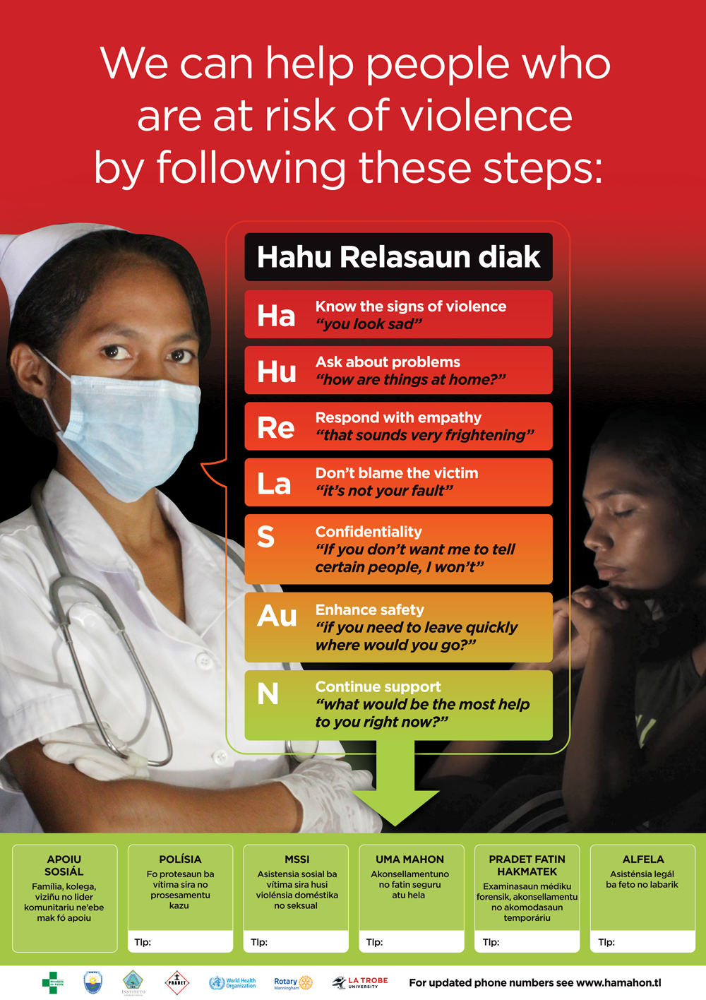 We can help people who
are at risk of violence
by following these steps:
Hahu Relasaun diak
Ha
Know the signs of violence
“you look sad”
Hu
Ask about problems
“how are things at home?”
Re
Respond with empathy
“that sounds very frightening”
La
Don’t blame the victim
“it’s not your fault”
S
Confidentiality
“If you don’t want me to tell
certain people, I won’t”
Au
Enhance safety
“if you need to leave quickly
where would you go?”
N
Continue support
“what would be the most help
to you right now?”
APOIU
SOSIÁL
Família, kolega,
viziñu no lider
komunitariu ne’ebe
mak fó apoiu
POLÍSIA
Fo protesaun ba
vítima sira no
prosesamentu
kazu
Tlp:
MSSI
Asistensia sosial ba
vítima sira husi
violénsia doméstika
no seksual
Tlp:
UMA MAHON
Akonsellamentuno
no fatin seguru
atu hela
Tlp:
PRADET FATIN
HAKMATEK
Examinasaun médiku
forensik, akonsellamentu
no akomodasaun
temporáriu
Tlp:
ALFELA
Asisténsia legál
ba feto no labarik
Tlp:
Ministério
da Saúde
INSTITUTO
PRADET
World Health
Organization
Rotary
Manningham
LA TROBE
UNIVERSITY
For updated phone numbers see www.hamahon.tl